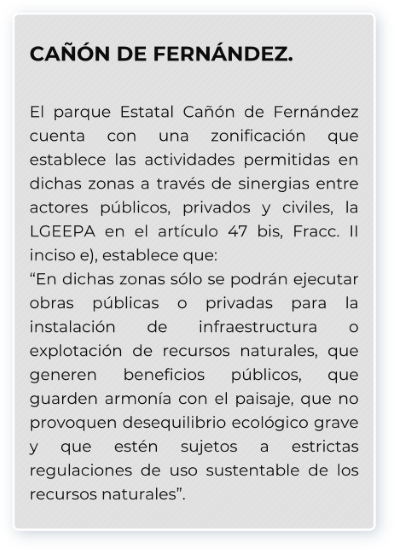 CAÑÓN DE FERNÁNDEZ.
El parque Estatal Cañón de Fernández
cuenta con una zonificación que
establece las actividades permitidas en
dichas zonas a través de sinergias entre
actores públicos, privados y civiles, la
LGEEPA en el artículo 47 bis, Fracc. II
inciso e), establece que:
“En dichas zonas sólo se podrán ejecutar
obras públicas o privadas para la
instalación de infraestructura o
explotación de recursos naturales, que
generen beneficios públicos, que
guarden armonía con el paisaje, que no
provoquen desequilibrio ecológico grave
y que estén sujetos a estrictas
regulaciones de uso sustentable de los
recursos naturales”.